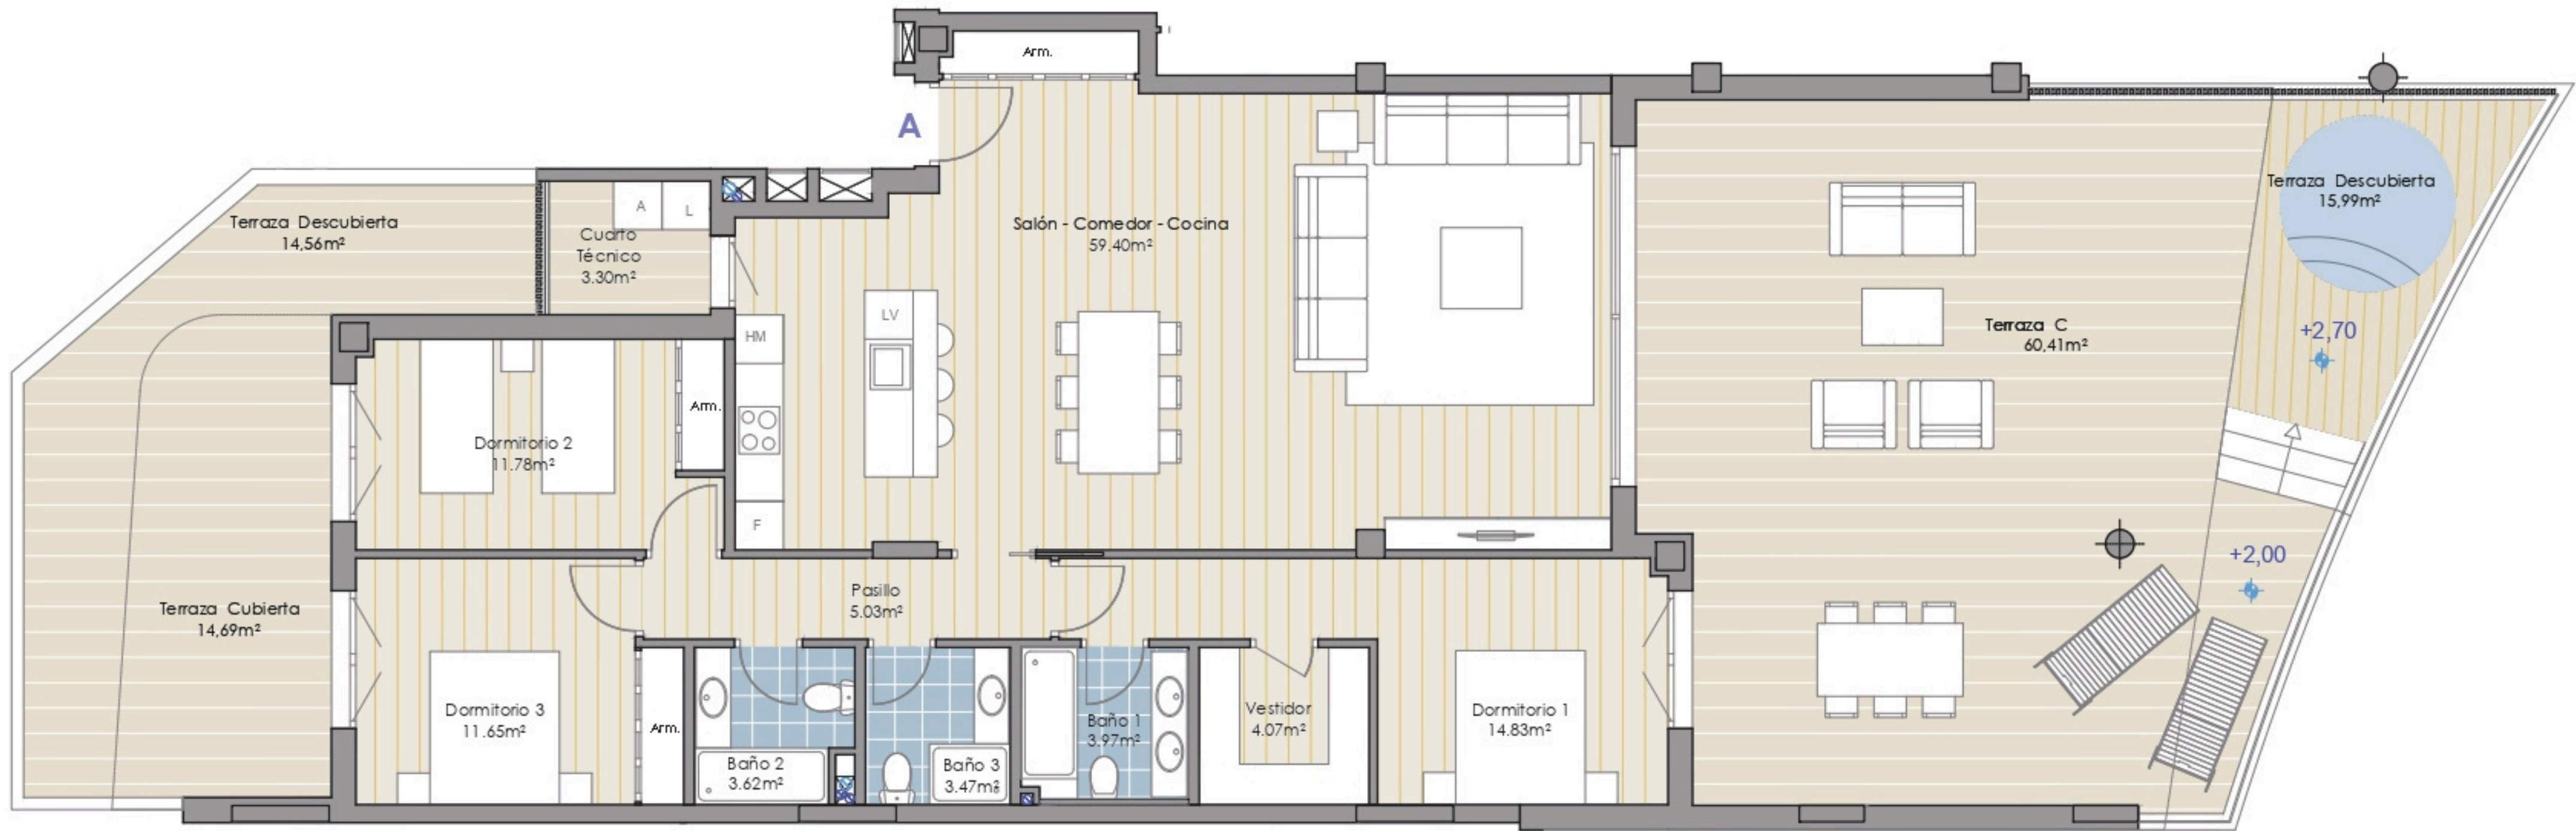 Arm.
A
Terraza Descubierta
14,56m²
A
L
Cuarto
Técnico
3.30m²
Salón - Comedor - Cocina
59.40m²
Terraza Descubierta
15,99m²
HM
LV
Terraza C
60,41m²
+2,70
Arm.
Dormitorio 2
11.78m²
F
+2,00
Terraza Cubierta
14,69m²
Pasillo
5.03m²
Dormitorio 3
11.65m²
Arm.
Baño 2
3.62m²
Baño 3
3.47m²
Baño 1
3.97m²
Vestidor
4.07m²
Dormitorio 1
14.83m²